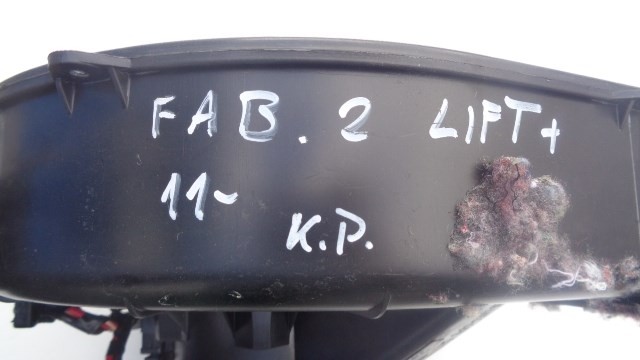 FAB. 2 LIFT+
11-
K.P.